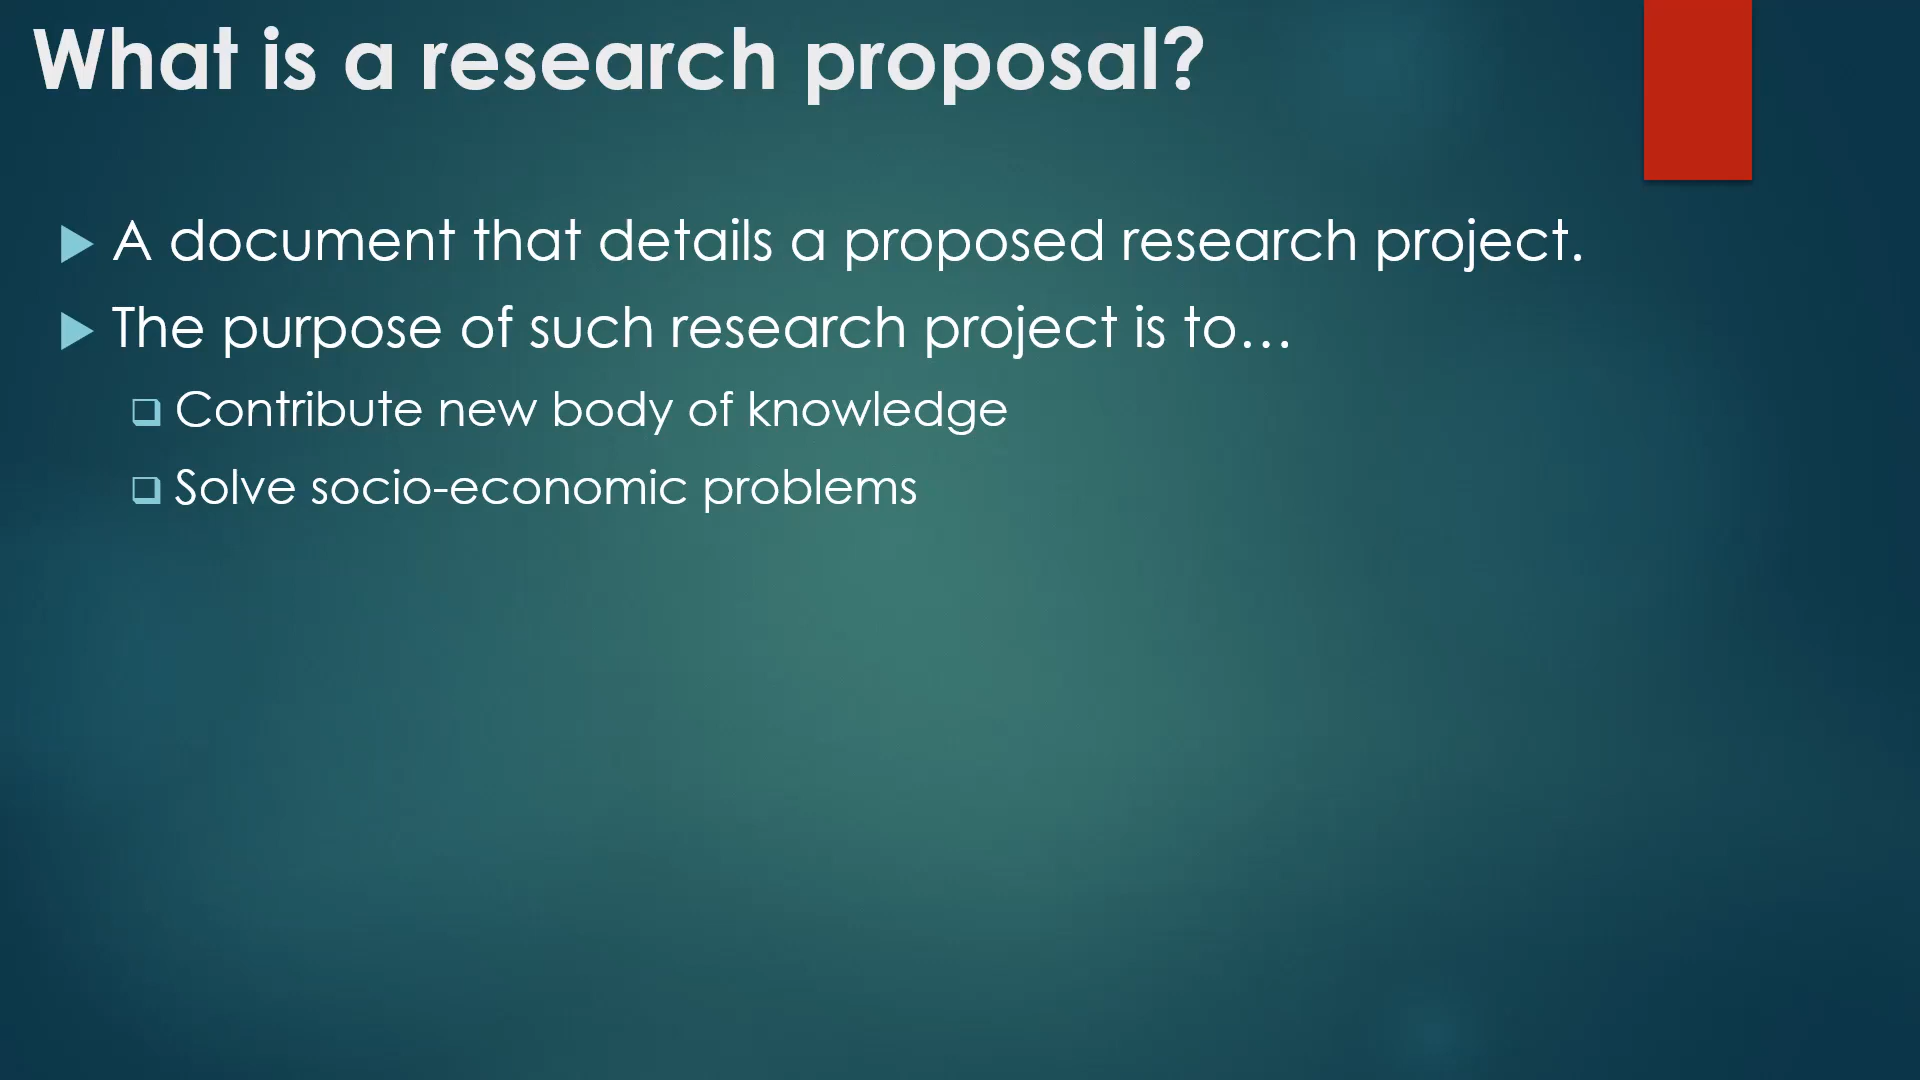 What is a research proposal?
A document that details a proposed research project.
The purpose of such research project is to…
Contribute new body of knowledge
Solve socio-economic problems